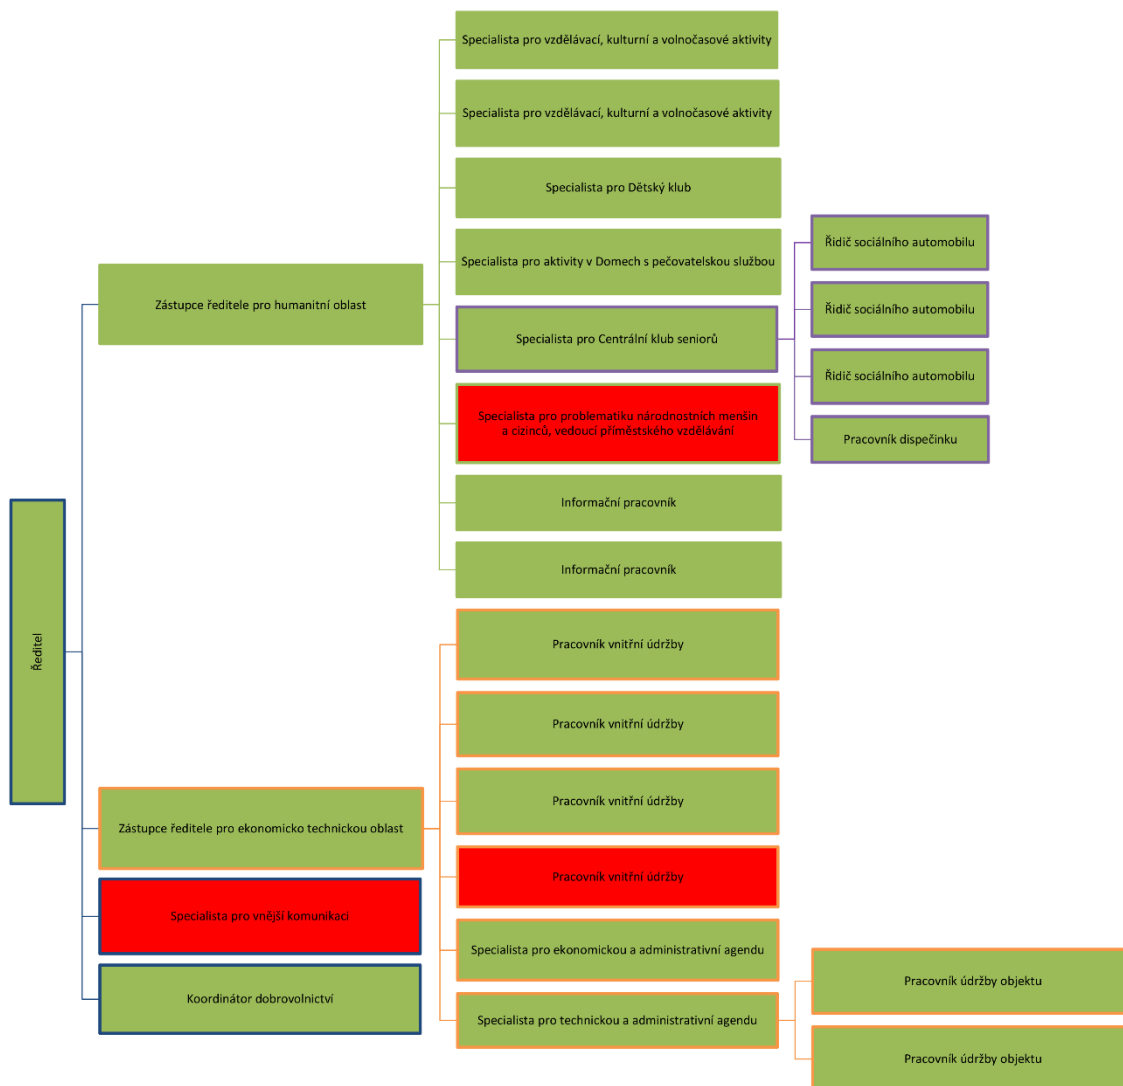 Ředitel
Zástupce ředitele pro humanitní oblast
Specialista pro vzdělávací, kulturní a volnočasové aktivity
Specialista pro vzdělávací, kulturní a volnočasové aktivity
Specialista pro Dětský klub
Specialista pro aktivity v Domech s pečovatelskou službou
Specialista pro Centrální klub seniorů
Řidič sociálního automobilu
Řidič sociálního automobilu
Řidič sociálního automobilu
Pracovník dispečinku
Specialista pro problematiku národnostních menšin
a cizinců, vedoucí příměstského vzdělávání
Informační pracovník
Informační pracovník
Zástupce ředitele pro ekonomicko technickou oblast
Pracovník vnitřní údržby
Pracovník vnitřní údržby
Pracovník vnitřní údržby
Pracovník vnitřní údržby
Specialista pro ekonomickou a administrativní agendu
Specialista pro technickou a administrativní agendu
Pracovník údržby objektu
Pracovník údržby objektu
Specialista pro vnější komunikaci
Koordinátor dobrovolnictví